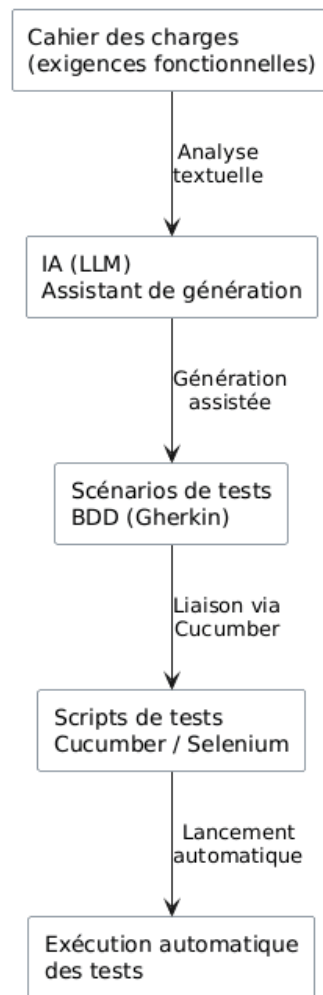 Cahier des charges
(exigences fonctionnelles)
Analyse
textuelle
IA (LLM)
Assistant de génération
Génération
assistée
Scénarios de tests
BDD (Gherkin)
Liaison via
Cucumber
Scripts de tests
Cucumber / Selenium
Lancement
automatique
Exécution automatique
des tests